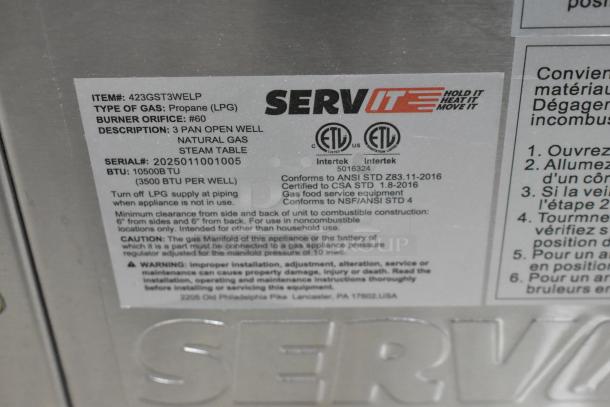 posi
ITEM#: 423GST3WELP
TYPE OF GAS: Propane (LPG)
BURNER ORIFICE: #60
DESCRIPTION: 3 PAN OPEN WELL
NATURAL GAS
STEAM TABLE
SERIAL#: 2025011001005
BTU: 10500BTU
(3500 BTU PER WELL)
Turn off LPG supply at piping
when appliance is not in use.
SERVIT HOLD IT
HEAT IT
MOVE IT
C ETL US ETL
Intertek Intertek
5016324
Conforms to ANSI STD Z83.11-2016
Certified to CSA STD 1.8-2016
Gas food service equipment
Conforms to NSF/ANSI STD 4
Minimum clearance from side and back of unit to combustible construction:
6" from sides and 6" from back. For use in noncombustible
locations only. Intended for other than household use.
CAUTION: The gas Manifold of this appliance or the battery of
which it is a part must be connected to a gas appliance pressure
regulator adjusted for the manifold pressure of 10 inwc.
WARNING: Improper installation, adjustment, alteration, service or
maintenance can cause property damage, injury or death. Read the
installation, operating and maintenance instructions thoroughly
before installing or servicing this equipment.
2205 Old Philadelphia Pike Lancaster, PA 17602,USA
Convien
matériau
Dégager
incombus
1. Ouvrez
2. Allumez
d'un côn
3. Si la vei
l'étape 2
4. Tournme
vérifiez s'
position d
5. Pour un a
en position
6. Pour un ar
bruleurs en
SERVO